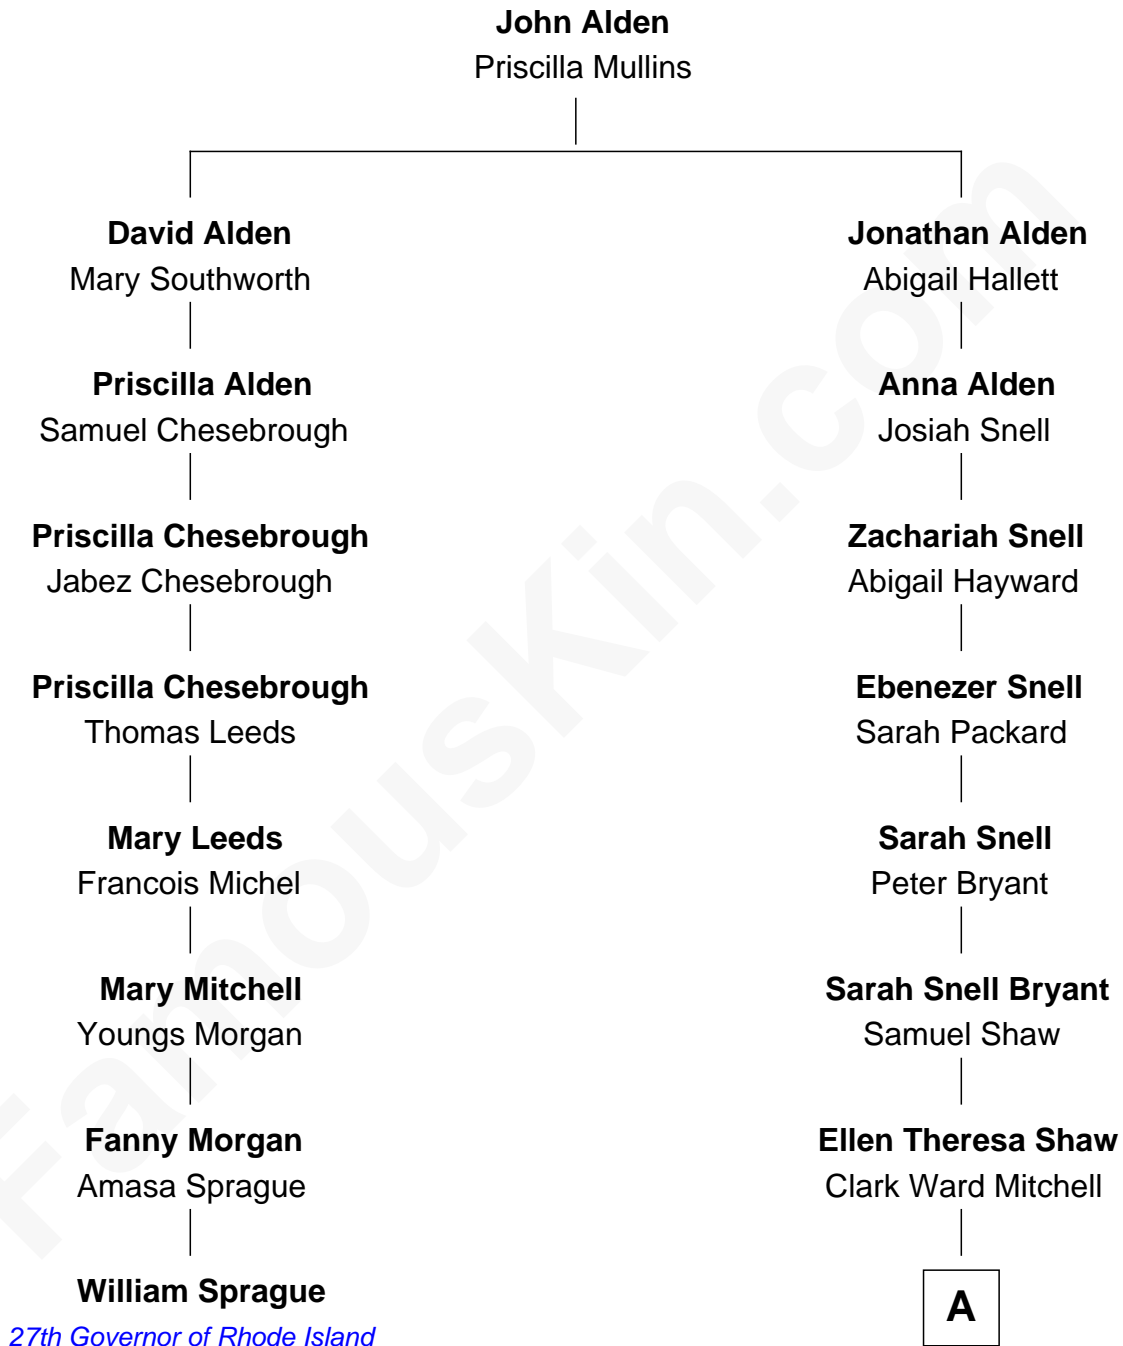 John Alden
Priscilla Mullins
David Alden
Mary Southworth
Priscilla Alden
Samuel Chesebrough
Priscilla Chesebrough
Jabez Chesebrough
Priscilla Chesebrough
Thomas Leeds
Mary Leeds
Francois Michel
Mary Mitchell
Youngs Morgan
Fanny Morgan
Amasa Sprague
William Sprague
27th Governor of Rhode Island
Jonathan Alden
Abigail Hallett
Anna Alden
Josiah Snell
Zachariah Snell
Abigail Hayward
Ebenezer Snell
Sarah Packard
Sarah Snell
Peter Bryant
Sarah Snell Bryant
Samuel Shaw
Ellen Theresa Shaw
Clark Ward Mitchell
A
FamousKin.com